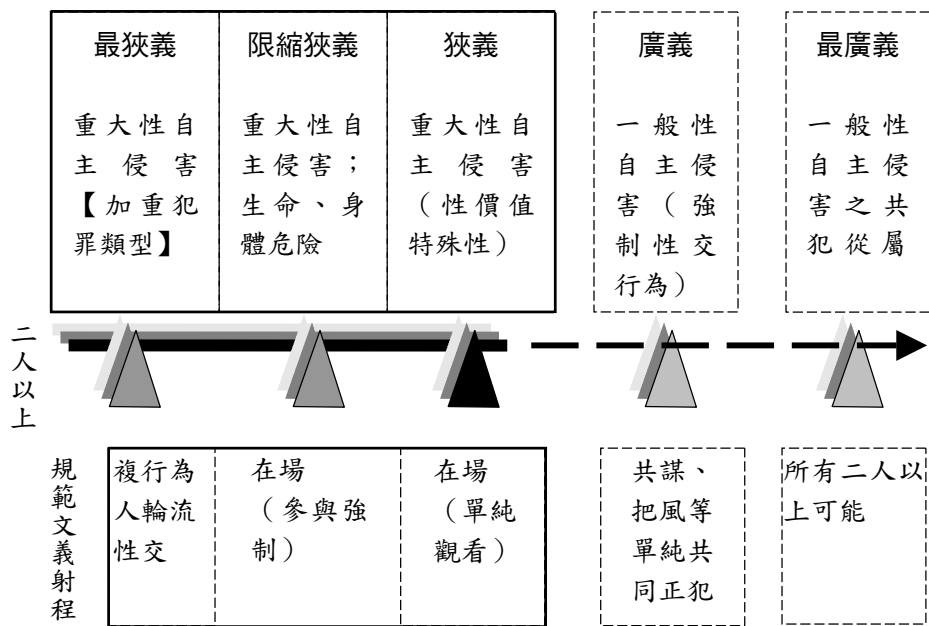 最狹義
重大性自
主侵害
【加重犯
罪類型】
限縮狹義
重大性自
主侵害；
生命、身
體危險
狹義
重大性自
主侵害
（性價值
特殊性）
廣義
一般性
自主侵
害（強
制性交
行為）
最廣義
一般性
自主侵
害之共
犯從屬
二人以上
規範文義射程
複行為
人輪流
性交
在場
（參與強
制）
在場
（單純
觀看）
共謀、
把風等
單純共
同正犯
所有二人以
上可能